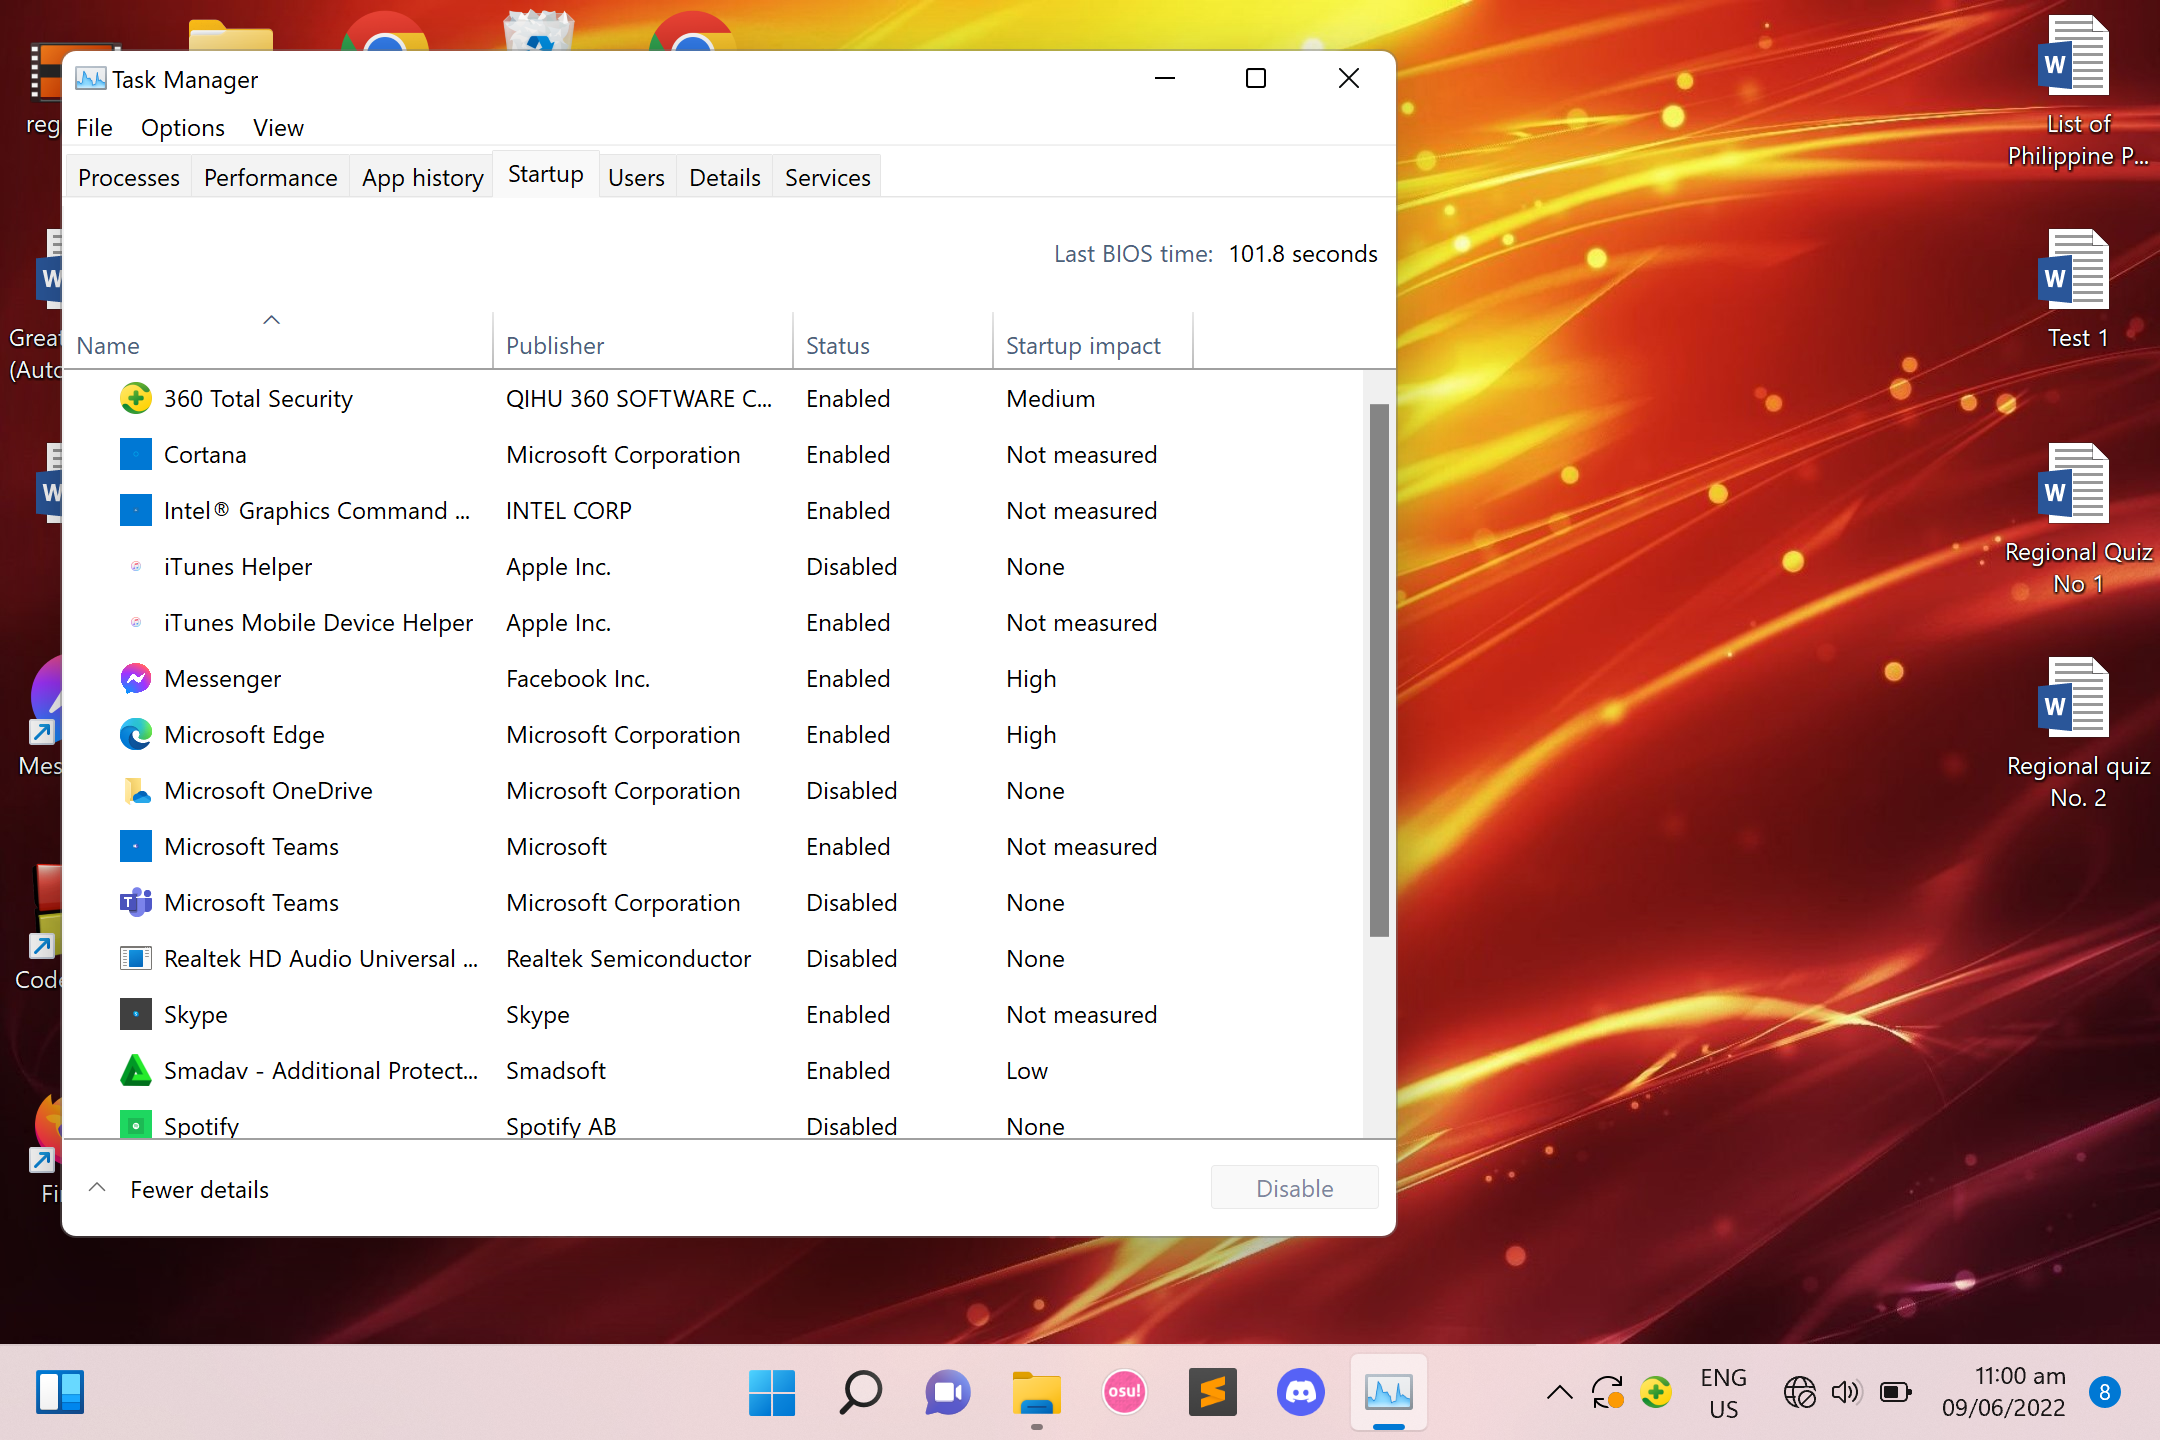 Task Manager
File Options View
Processes Performance App history Startup Users Details Services
Last BIOS time: 101.8 seconds
Name Publisher Status Startup impact
360 Total Security QIHU 360 SOFTWARE C... Enabled Medium
Cortana Microsoft Corporation Enabled Not measured
Intel® Graphics Command ... INTEL CORP Enabled Not measured
iTunes Helper Apple Inc. Disabled None
iTunes Mobile Device Helper Apple Inc. Enabled Not measured
Messenger Facebook Inc. Enabled High
Microsoft Edge Microsoft Corporation Enabled High
Microsoft OneDrive Microsoft Corporation Disabled None
Microsoft Teams Microsoft Enabled Not measured
Microsoft Teams Microsoft Corporation Disabled None
Realtek HD Audio Universal ... Realtek Semiconductor Disabled None
Skype Skype Enabled Not measured
Smadav - Additional Protect... Smadsoft Enabled Low
Spotify Spotify AB Disabled None
Fewer details
Disable
reg
Great
(Auto
Mes
Code
Fi
List of
Philippine P...
Test 1
Regional Quiz
No 1
Regional quiz
No. 2
osu!
ENG
US
11:00 am
09/06/2022
8